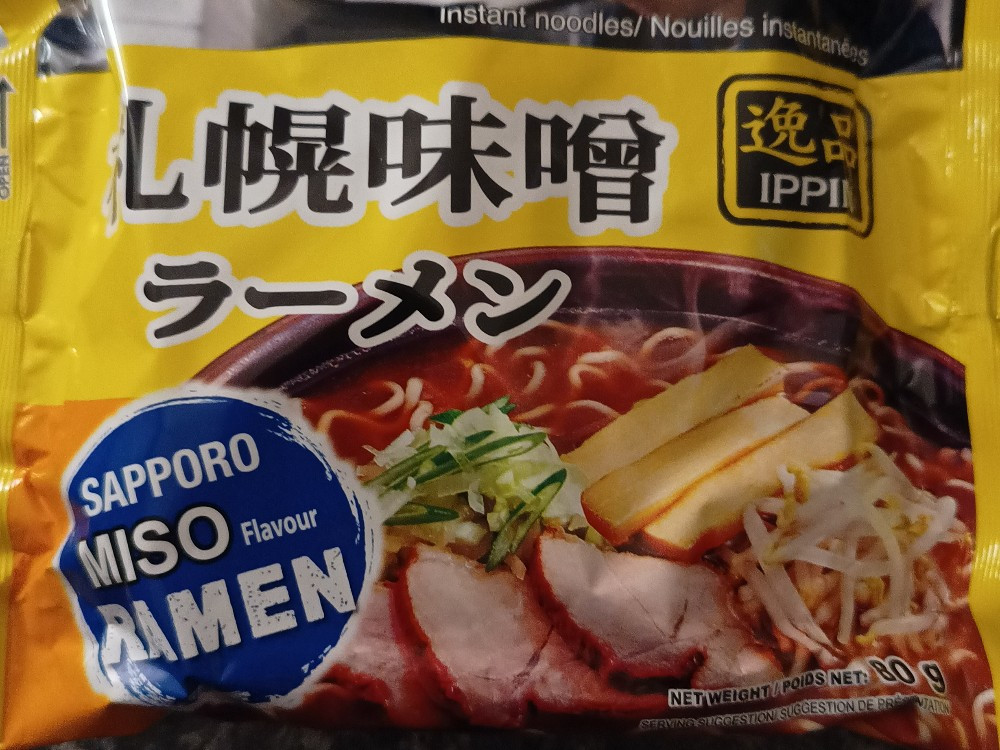 Instant noodles/ Nouilles instantanées
札幌味噌
逸品
IPPIN
ラーメン
OPEN
SAPPORO
MISO Flavour
RAMEN
NET WEIGHT / POIDS NET: 80 g
SERVING SUGGESTION/ SUGGESTION DE PRÉSENTATION